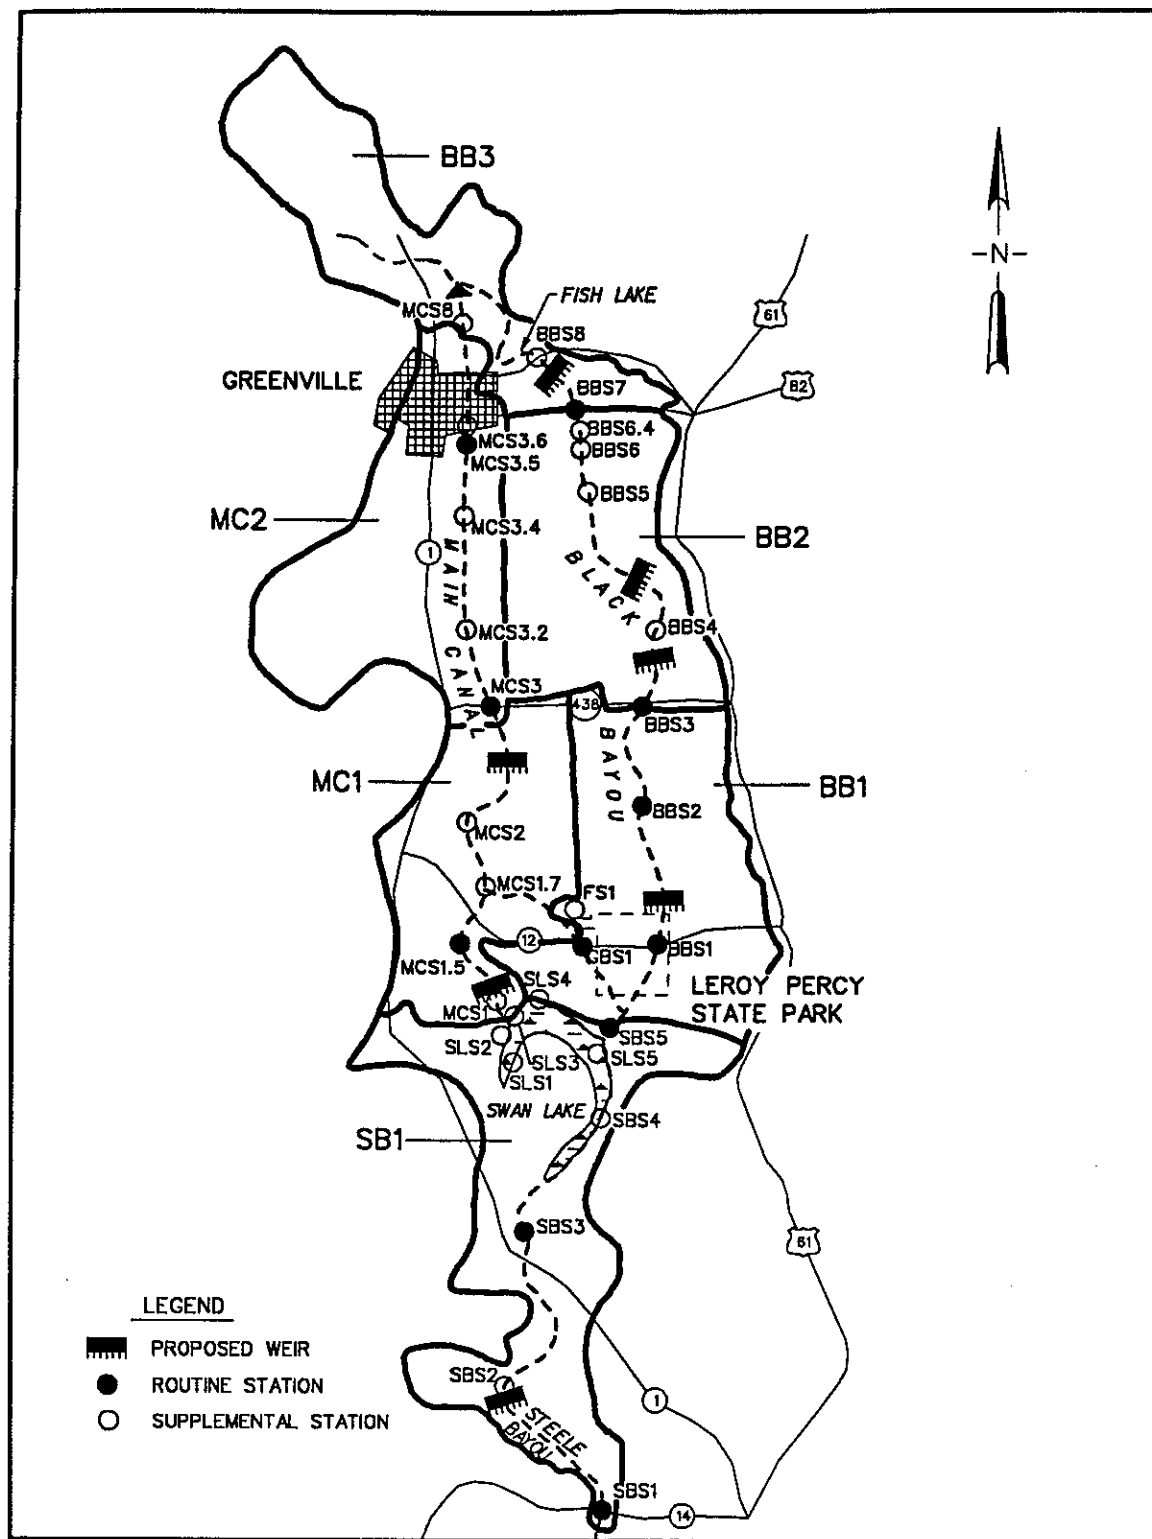 BB3
-N-
FISH LAKE
61
MCS8
BBS8
82
GREENVILLE
BBS7
BBS6.4
MCS3.6
BBS6
MCS3.5
BBS5
MC2
MCS3.4
BB2
1
MAIN CANAL
BLACK
MCS3.2
BBS4
MCS3
438
BBS3
BAYOU
MC1
BB1
BBS2
MCS2
MCS1.7
FS1
12
MCS1.5
GBS1
BBS1
LEROY PERCY
STATE PARK
SLS4
MCS1
SBS5
SLS2
SLS3
SLS5
SLS1
SWAN LAKE
SBS4
SB1
SBS3
61
LEGEND
PROPOSED WEIR
ROUTINE STATION
SUPPLEMENTAL STATION
SBS2
1
STEELE
BAYOU
SBS1
14